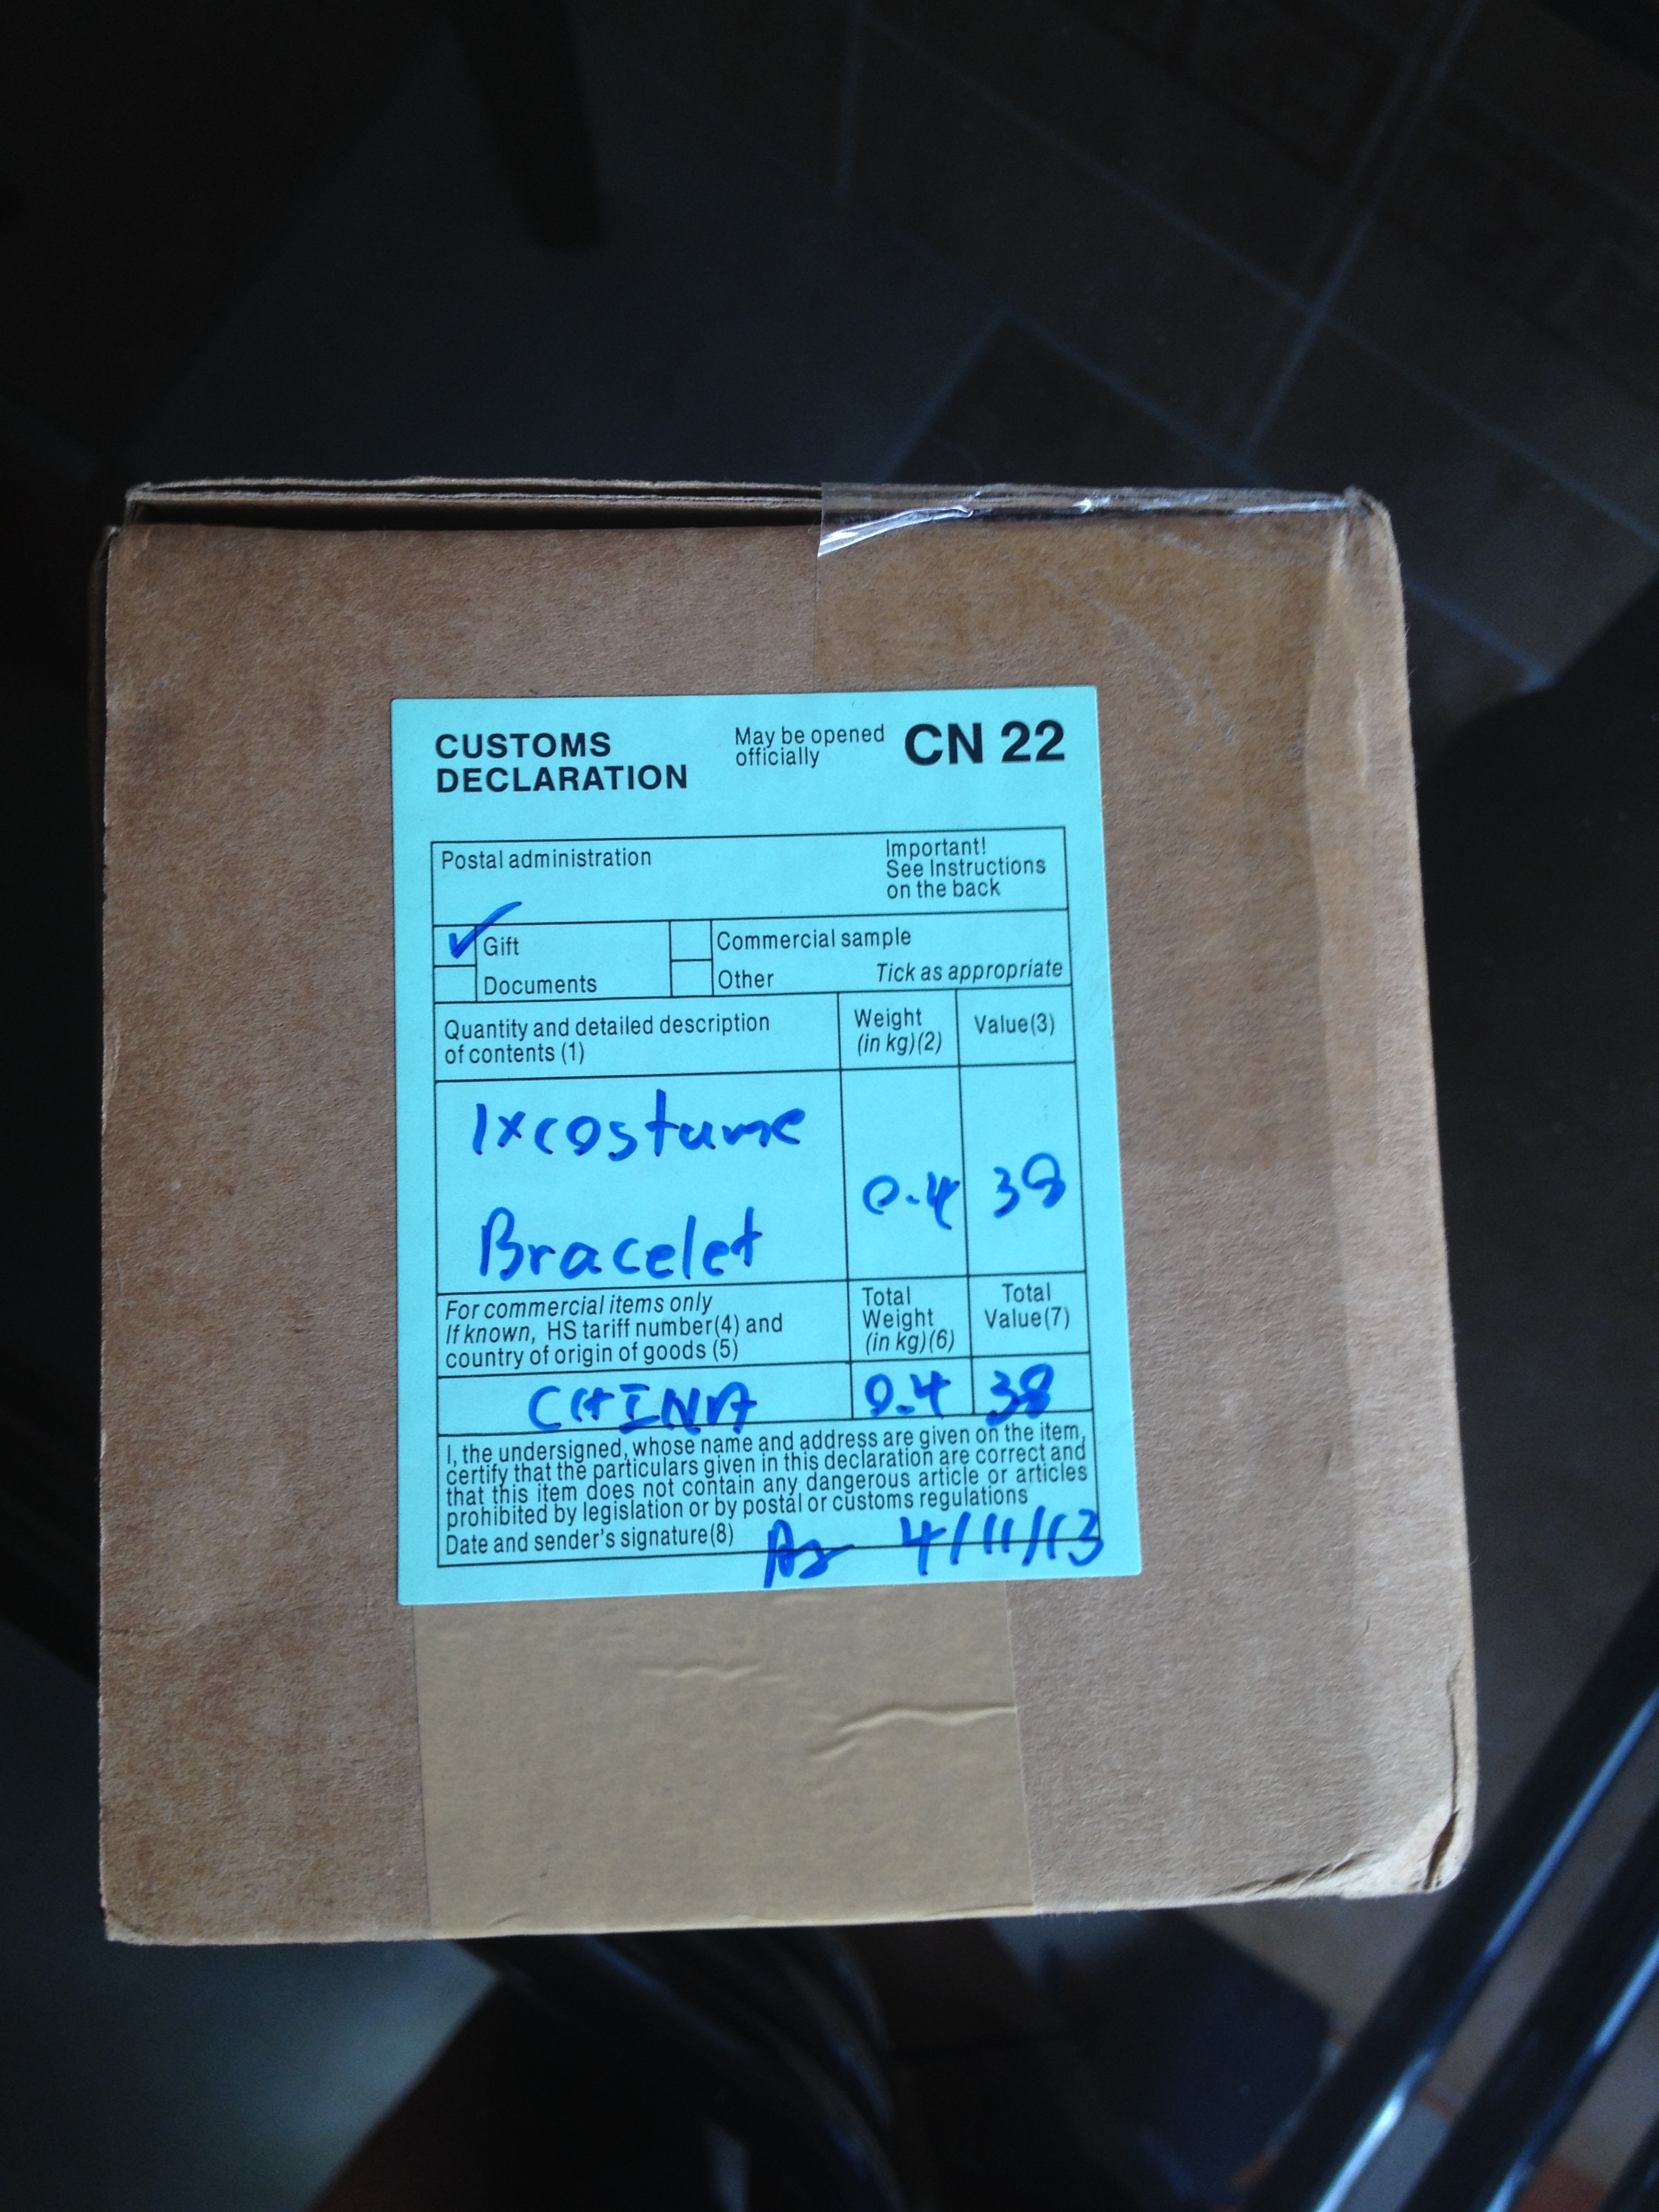 CUSTOMS
DECLARATION
May be opened
officially
CN 22
Postal administration
Important!
See Instructions
on the back
Gift
Commercial sample
Documents
Other
Tick as appropriate
Quantity and detailed description
of contents (1)
Weight
(in kg)(2)
Value(3)
1xcostume
Bracelet
0.4
38
For commercial items only
If known, HS tariff number(4) and
country of origin of goods (5)
Total
Weight
(in kg)(6)
Total
Value(7)
CHINA
0.4
38
I, the undersigned, whose name and address are given on the item,
certify that the particulars given in this declaration are correct and
that this item does not contain any dangerous article or articles
prohibited by legislation or by postal or customs regulations
Date and sender's signature(8)
4/11/13